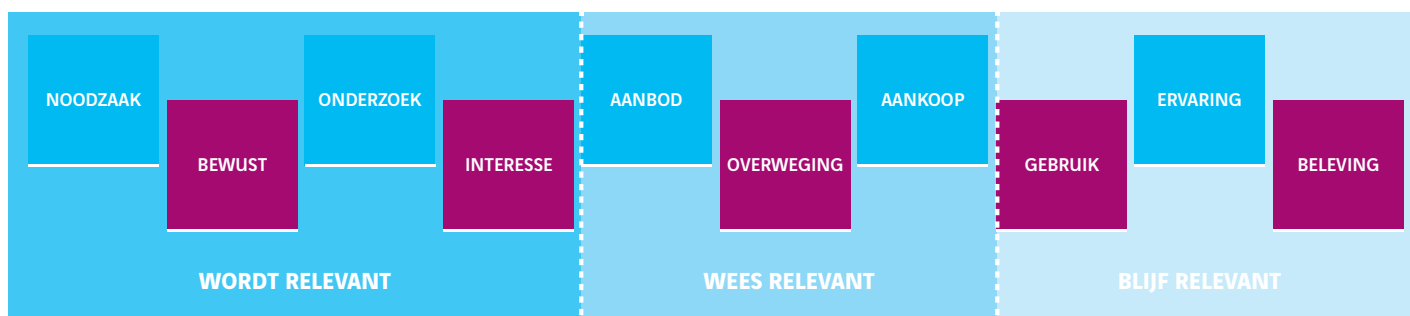 NOODZAAK
BEWUST
ONDERZOEK
INTERESSE
AANBOD
OVERWEGING
AANKOOP
GEBRUIK
ERVARING
BELEVING
WORDT RELEVANT
WEES RELEVANT
BLIJF RELEVANT